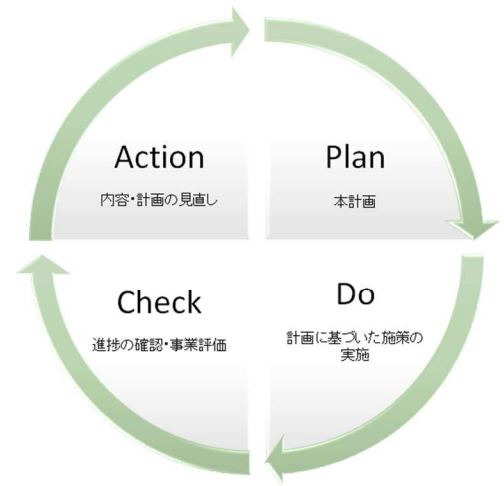 Action
内容・計画の見直し
Plan
本計画
Check
進捗の確認・事業評価
Do
計画に基づいた施策の
実施